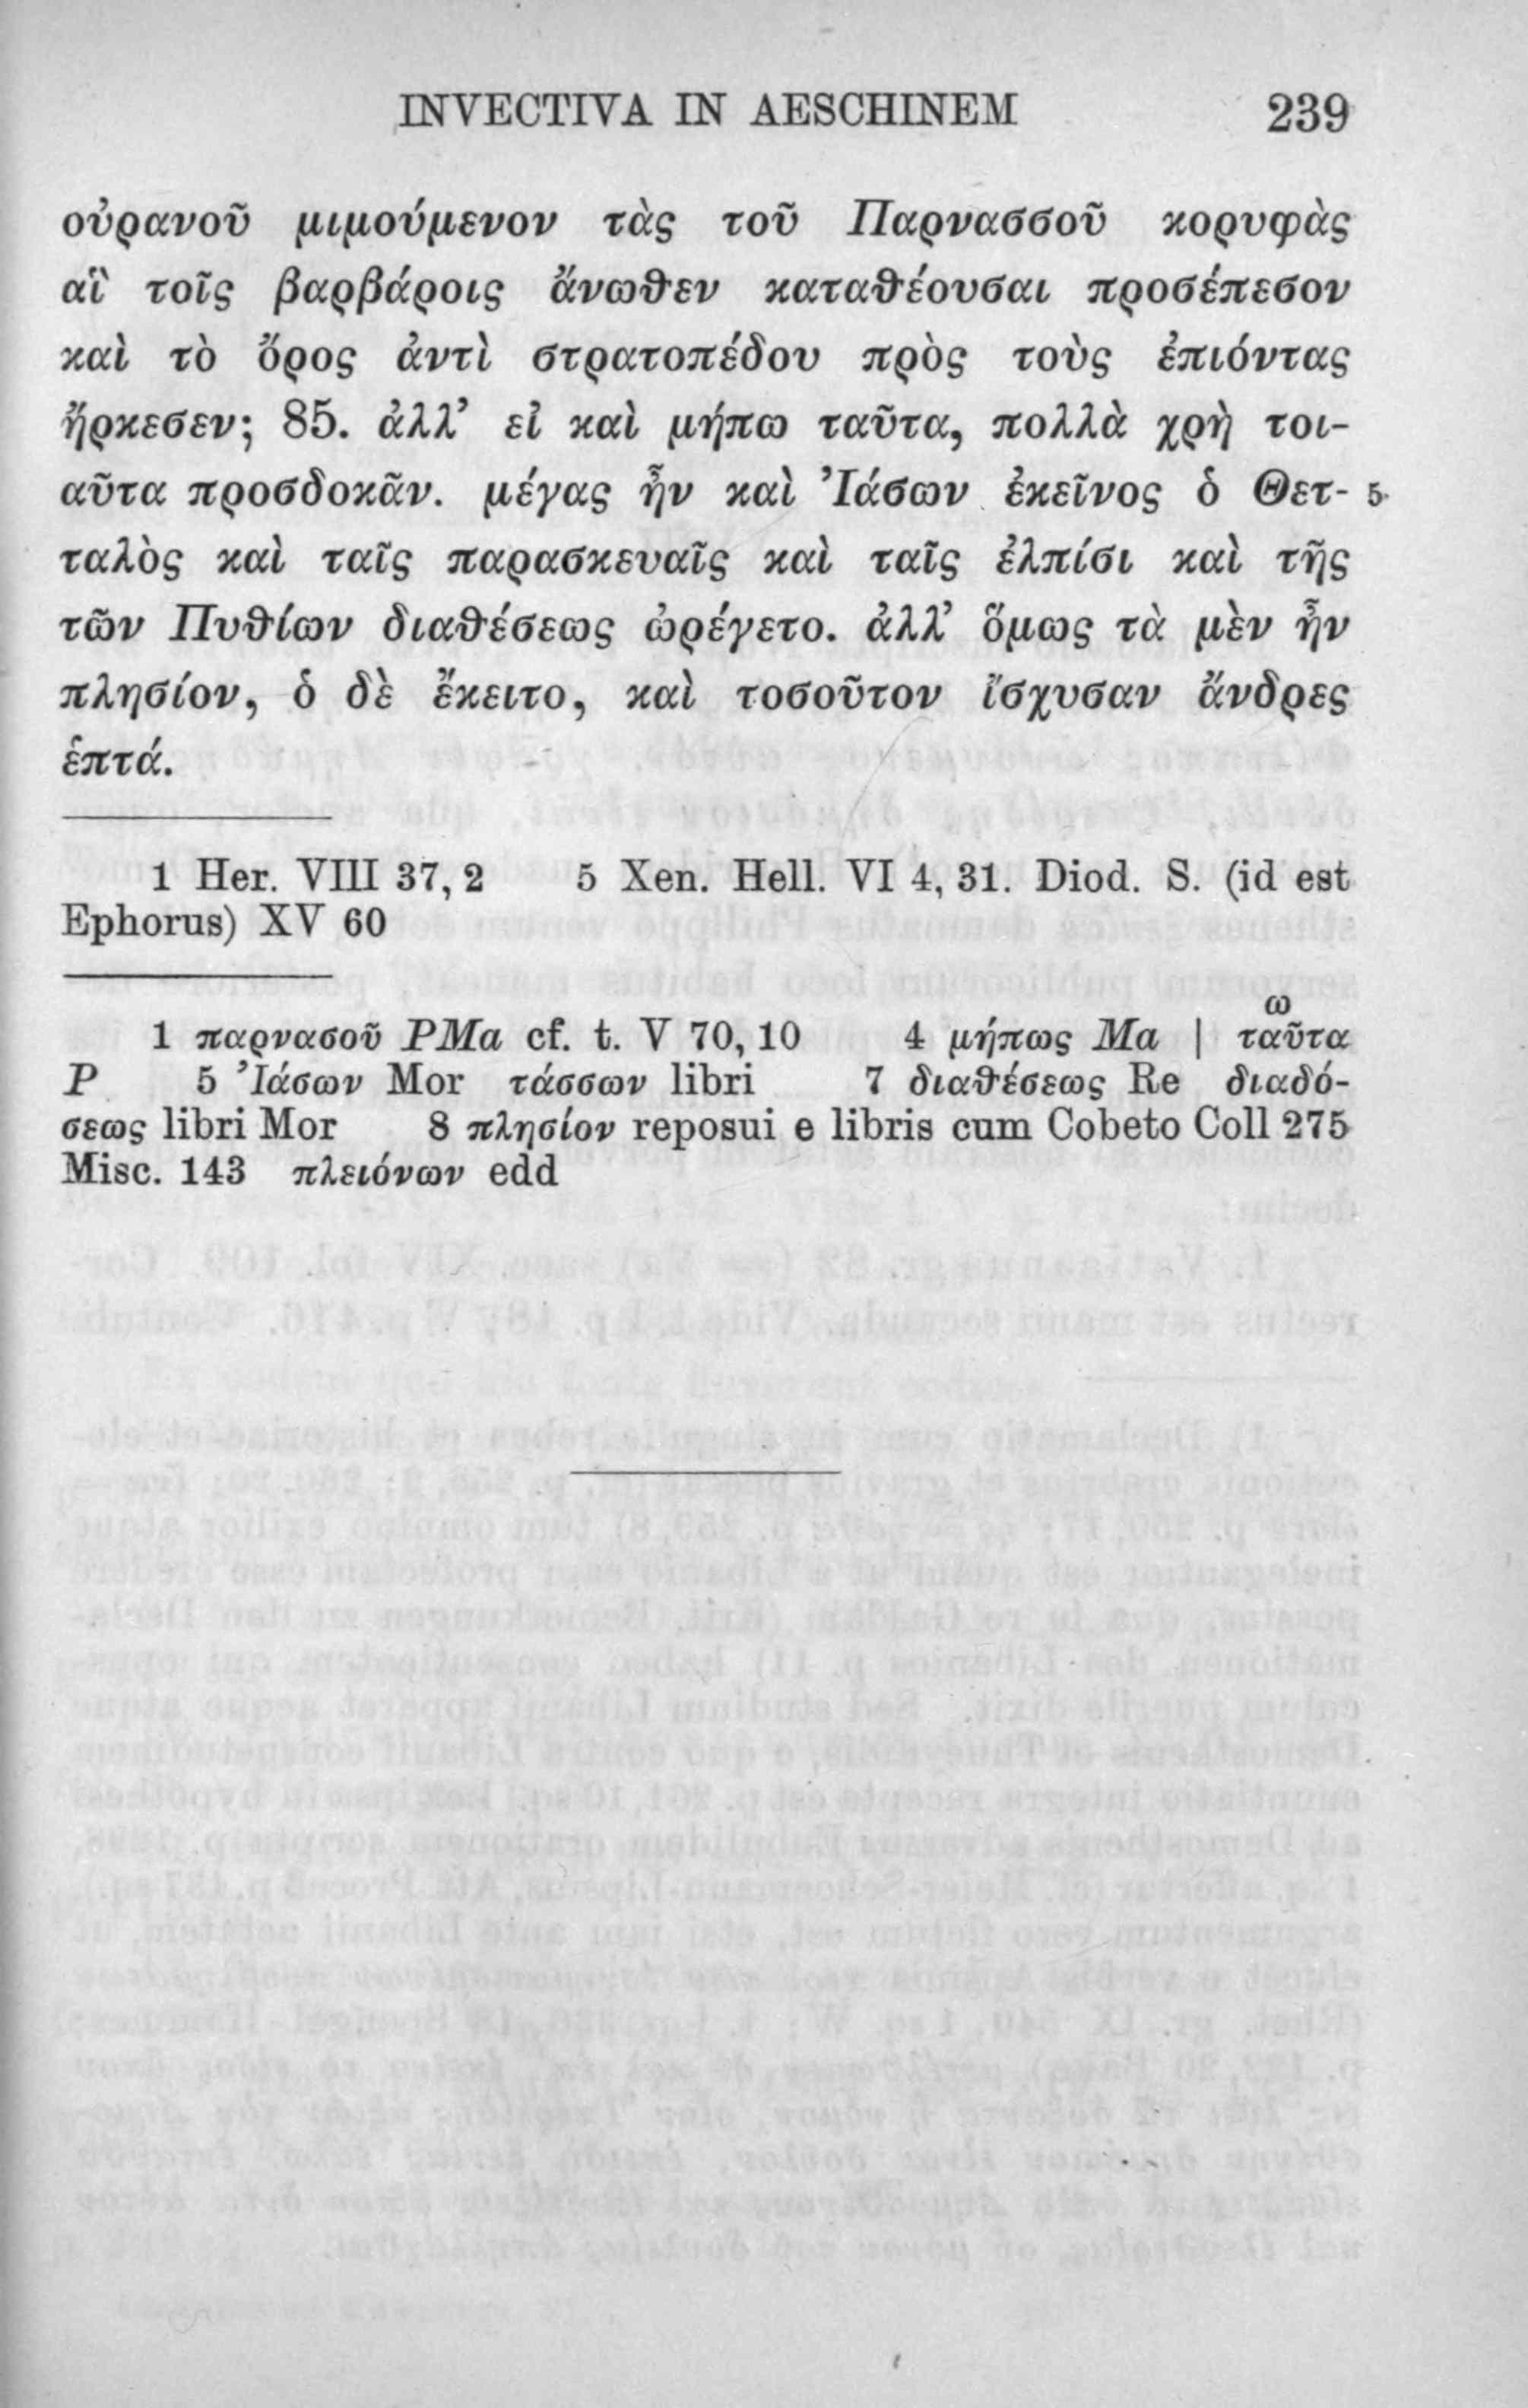 INVECTIVA IN AESCHINEM 239
οὐρανοῦ μιμούμενον τὰς τοῦ Παρνασσοῦ κορυφὰς
αἳ τοῖς βαρβάροις ἄνωθεν καταθέουσαι προσέπεσον
καὶ τὸ ὄρος ἀντὶ στρατοπέδου πρὸς τοὺς ἐπιόντας
ἤρκεσεν; 85. ἀλλ’ εἰ καὶ μήπω ταῦτα, πολλὰ χρὴ τοι-
αῦτα προσδοκᾶν. μέγας ἦν καὶ Ἰάσων ἐκεῖνος ὁ Θετ- 5
ταλὸς καὶ ταῖς παρασκευαῖς καὶ ταῖς ἐλπίσι καὶ τῆς
τῶν Πυθίων διαθέσεως ὠρέγετο. ἀλλ’ ὅμως τὰ μὲν ἦν
πλησίον, ὁ δὲ ἔκειτο, καὶ τοσοῦτον ἴσχυσαν ἄνδρες
ἑπτά.
1 Her. VIII 37, 2 5 Xen. Hell. VI 4, 31. Diod. S. (id est
Ephorus) XV 60
ω
1 παρνασοῦ PMa cf. t. V 70, 10 4 μήπως Ma | ταῦτα
P 5 Ἰάσων Mor τάσσων libri 7 διαθέσεως Re διαδό-
σεως libri Mor 8 πλησίον reposui e libris cum Cobeto Coll 275
Misc. 143 πλειόνων edd